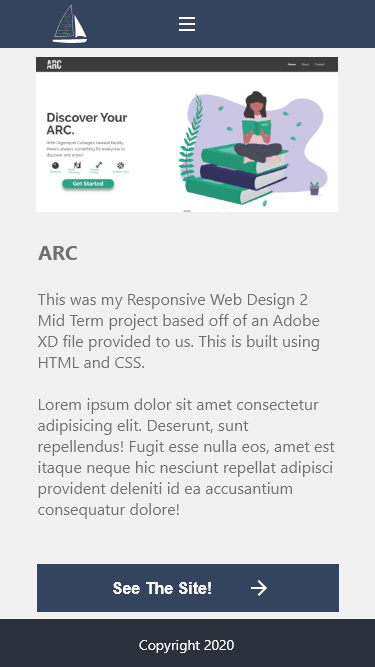 ARC
Home About Contact
Discover Your
ARC.
With Algonquin College's newest facility,
there's always something for everyone to
discover and enjoy!
Get Started
ARC
This was my Responsive Web Design 2
Mid Term project based off of an Adobe
XD file provided to us. This is built using
HTML and CSS.
Lorem ipsum dolor sit amet consectetur
adipisicing elit. Deserunt, sunt
repellendus! Fugit esse nulla eos, amet est
itaque neque hic nesciunt repellat adipisci
provident deleniti id ea accusantium
consequatur dolore!
See The Site!
Copyright 2020